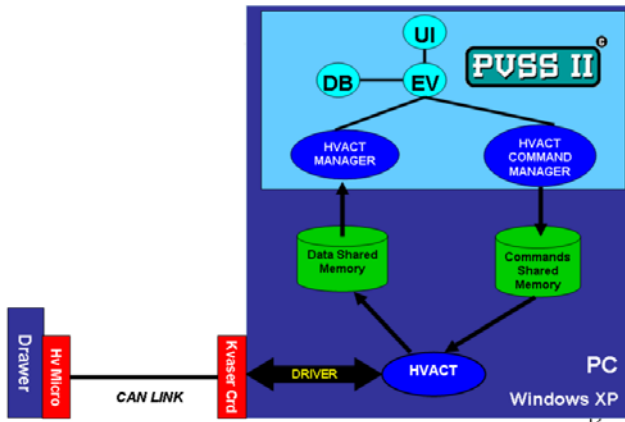 UI
©
PVSS II
DB
EV
HVACT
MANAGER
HVACT
COMMAND
MANAGER
Data Shared
Memory
Commands
Shared
Memory
Drawer
Hv Micro
CAN LINK
Kvaser Crd
DRIVER
HVACT
PC
Windows XP